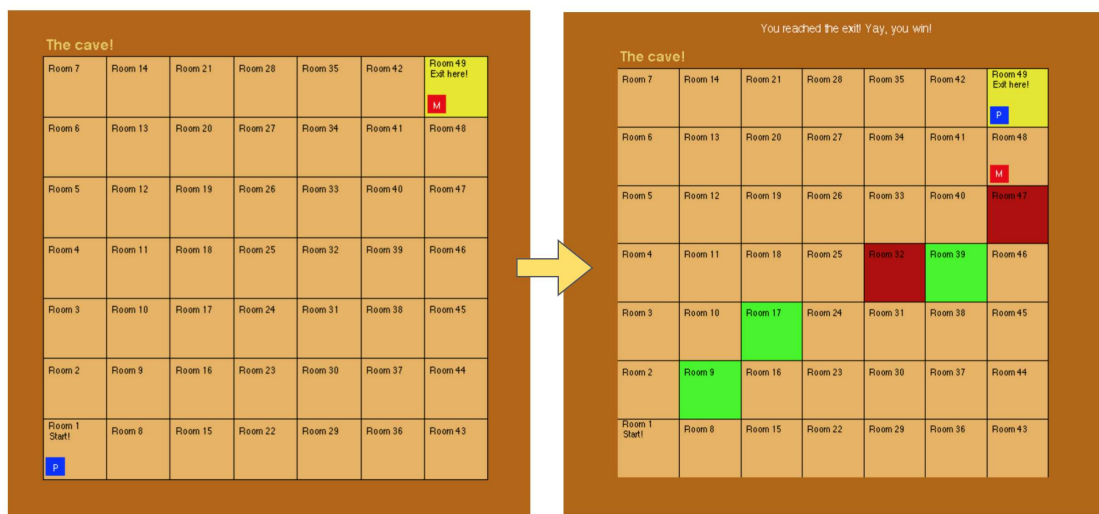 The cave!
Room 7 Room 14 Room 21 Room 28 Room 35 Room 42 Room 49
Exit here!
M
Room 6 Room 13 Room 20 Room 27 Room 34 Room 41 Room 48
Room 5 Room 12 Room 19 Room 26 Room 33 Room 40 Room 47
Room 4 Room 11 Room 18 Room 25 Room 32 Room 39 Room 46
Room 3 Room 10 Room 17 Room 24 Room 31 Room 38 Room 45
Room 2 Room 9 Room 16 Room 23 Room 30 Room 37 Room 44
Room 1 Room 8 Room 15 Room 22 Room 29 Room 36 Room 43
Start!
P
You reached the exit! Yay, you win!
The cave!
Room 7 Room 14 Room 21 Room 28 Room 35 Room 42 Room 49
Exit here!
P
Room 6 Room 13 Room 20 Room 27 Room 34 Room 41 Room 48
M
Room 5 Room 12 Room 19 Room 26 Room 33 Room 40 Room 47
Room 4 Room 11 Room 18 Room 25 Room 32 Room 39 Room 46
Room 3 Room 10 Room 17 Room 24 Room 31 Room 38 Room 45
Room 2 Room 9 Room 16 Room 23 Room 30 Room 37 Room 44
Room 1 Room 8 Room 15 Room 22 Room 29 Room 36 Room 43
Start!